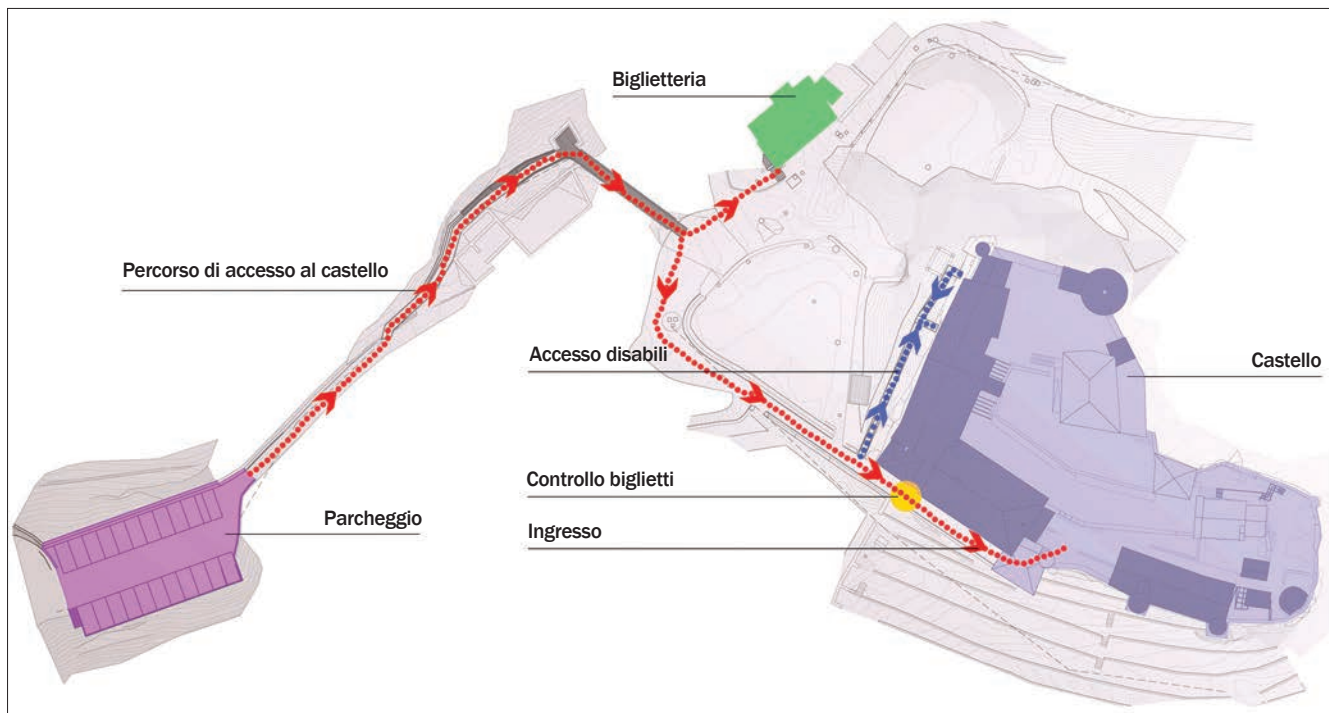 Biglietteria
Percorso di accesso al castello
Accesso disabili
Castello
Controllo biglietti
Parcheggio
Ingresso